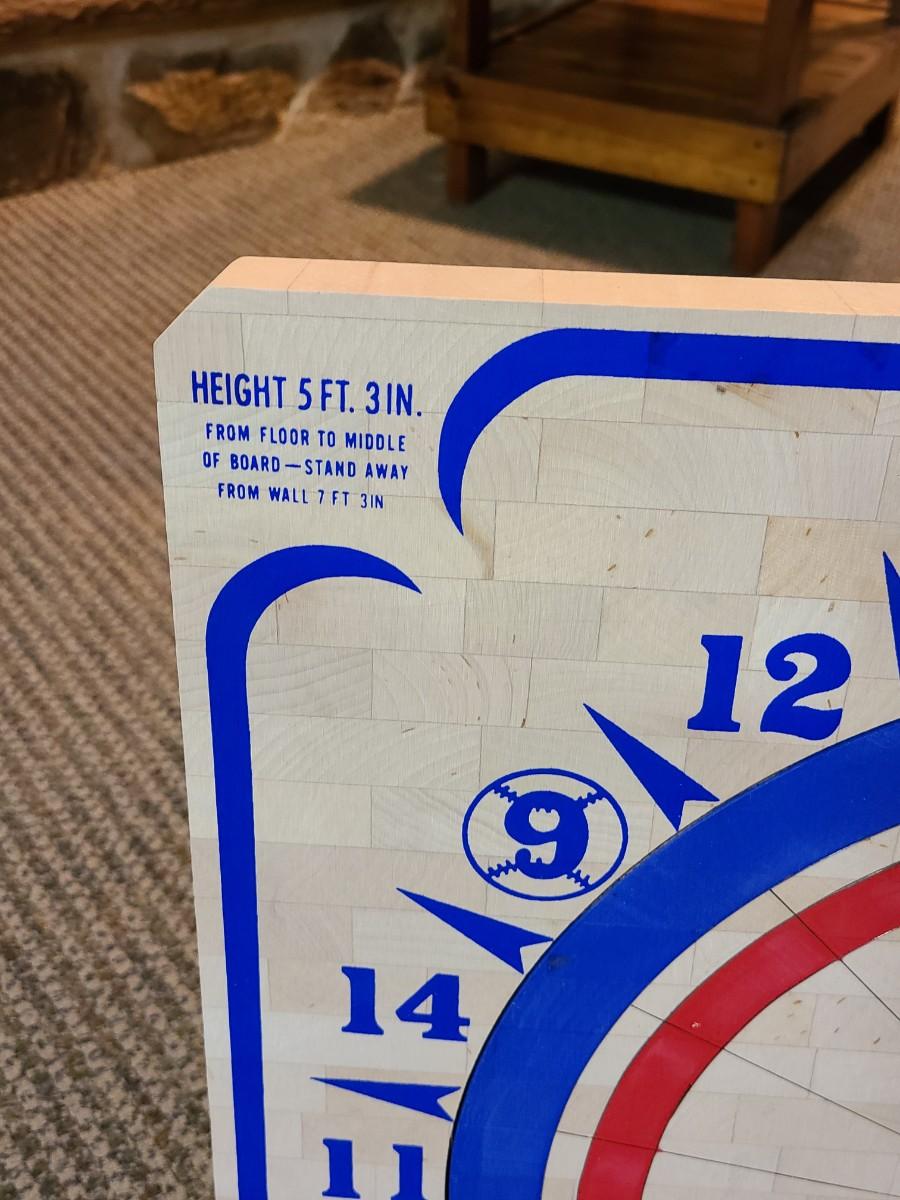 HEIGHT 5 FT. 3 IN.
FROM FLOOR TO MIDDLE
OF BOARD—STAND AWAY
FROM WALL 7 FT 3IN
12
9
14
11